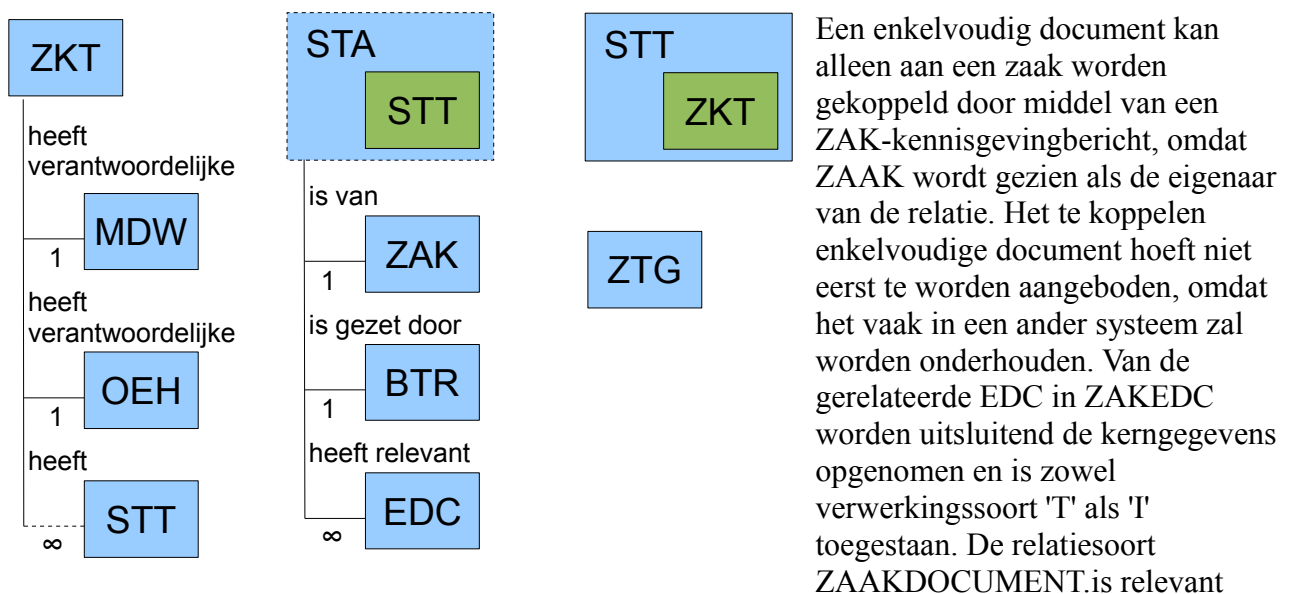 ZKT
heeft
verantwoordelijke
MDW
1
heeft
verantwoordelijke
OEH
1
heeft
STT
∞
STA
STT
is van
ZAK
1
is gezet door
BTR
1
heeft relevant
EDC
∞
STT
ZKT
ZTG
Een enkelvoudig document kan
alleen aan een zaak worden
gekoppeld door middel van een
ZAK-kennisgevingbericht, omdat
ZAAK wordt gezien als de eigenaar
van de relatie. Het te koppelen
enkelvoudige document hoeft niet
eerst te worden aangeboden, omdat
het vaak in een ander systeem zal
worden onderhouden. Van de
gerelateerde EDC in ZAKEDC
worden uitsluitend de kerngegevens
opgenomen en is zowel
verwerkingssoort 'T' als 'I'
toegestaan. De relatiesoort
ZAAKDOCUMENT.is relevant